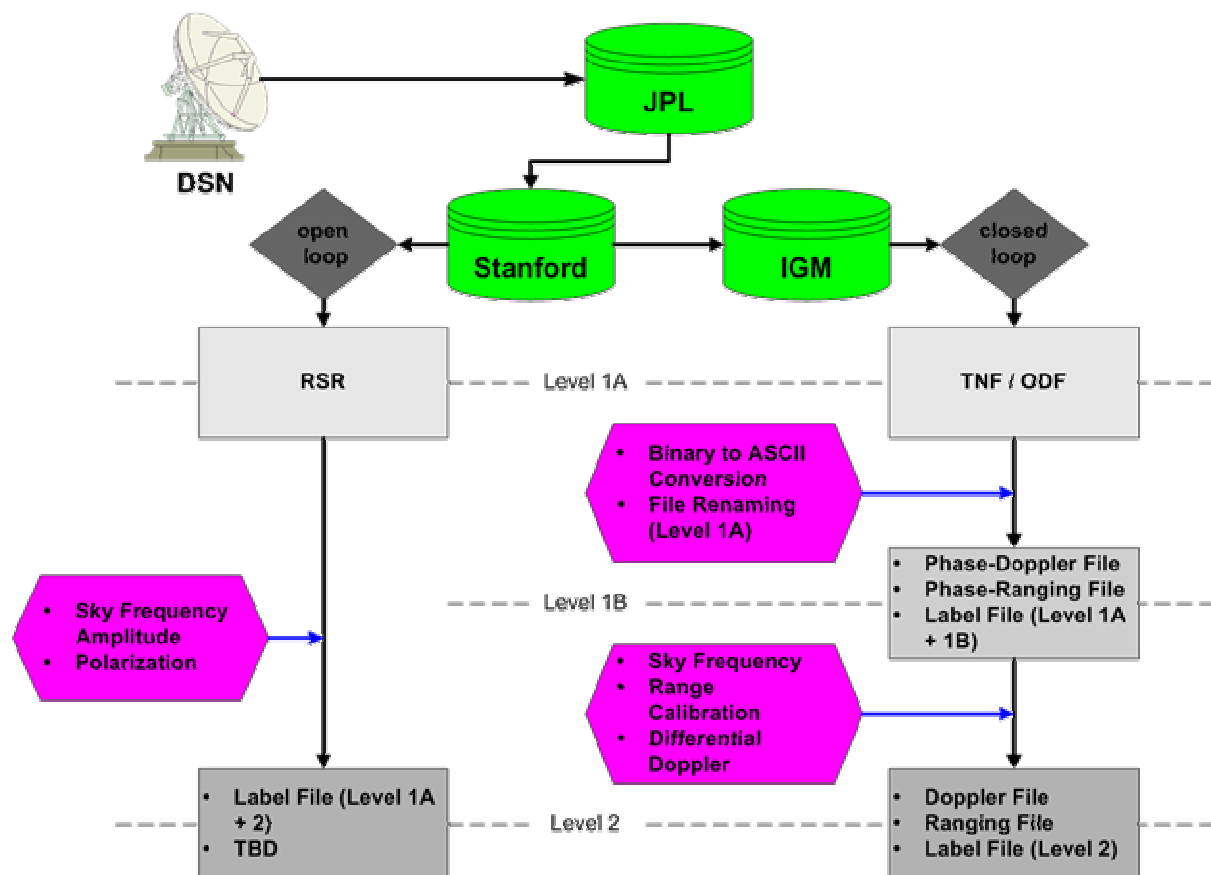 JPL
DSN
open
loop
Stanford
IGM
closed
loop
RSR
Level 1A
TNF / ODF
• Binary to ASCII
Conversion
• File Renaming
(Level 1A)
• Phase-Doppler File
• Phase-Ranging File
• Label File (Level 1A
+ 1B)
Level 1B
• Sky Frequency
Amplitude
• Polarization
• Sky Frequency
• Range
Calibration
• Differential
Doppler
• Label File (Level 1A
+ 2)
• TBD
Level 2
• Doppler File
• Ranging File
• Label File (Level 2)